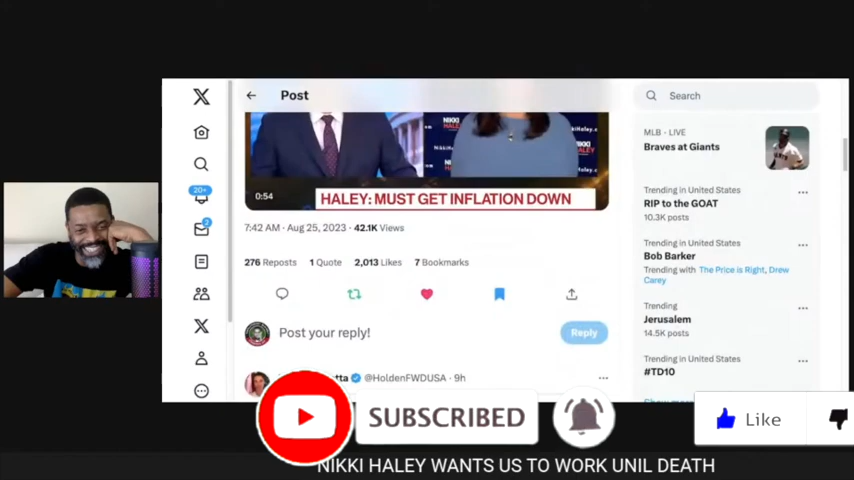 Post
Search
NIKKI
HALEY
HALEY
0:54
HALEY: MUST GET INFLATION DOWN
7:42 AM · Aug 25, 2023 · 42.1K Views
276 Reposts 1 Quote 2,013 Likes 7 Bookmarks
Post your reply!
Reply
@HoldenFWDUSA · 9h
20+
2
MLB · LIVE
Braves at Giants
Trending in United States
RIP to the GOAT
10.3K posts
Trending in United States
Bob Barker
Trending with The Price is Right, Drew
Carey
Trending
Jerusalem
14.5K posts
Trending in United States
#TD10
SUBSCRIBED
Like
NIKKI HALEY WANTS US TO WORK UNIL DEATH